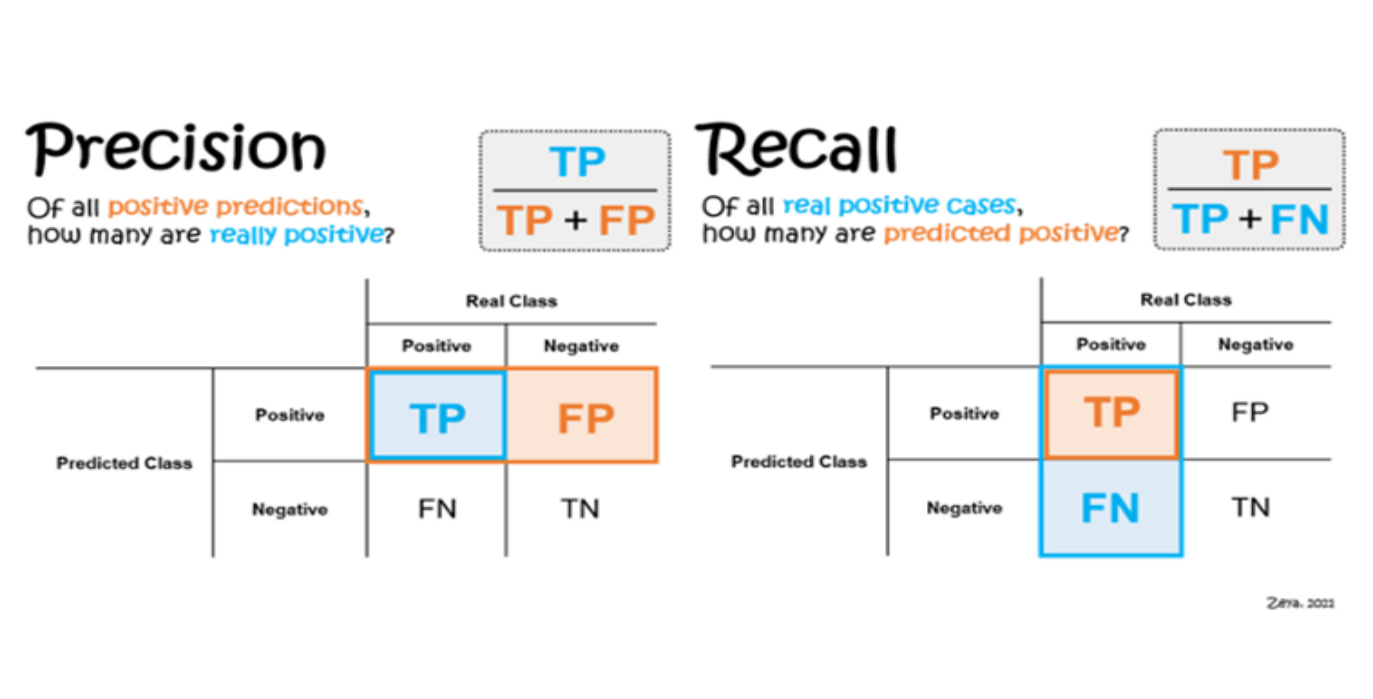 Precision
Of all positive predictions,
how many are really positive?
TP
TP + FP
Real Class
Positive Negative
Predicted Class
Positive TP FP
Negative FN TN
Recall
Of all real positive cases,
how many are predicted positive?
TP
TP + FN
Real Class
Positive Negative
Predicted Class
Positive TP FP
Negative FN TN
Zeya. 2022